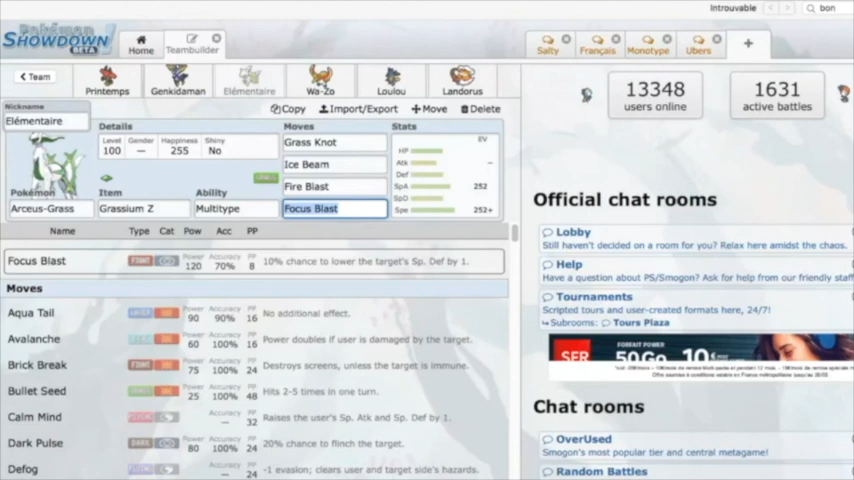 Introuvable
bon
Pokémon
SHOWDOWN
BETA
Home
Teambuilder
Salty
Français
Monotype
Ubers
+
Team
Printemps
Genkidaman
Elémentaire
Wa-Zo
Loulou
Landorus
Copy
Import/Export
Move
Delete
Nickname
Elémentaire
Details
Level
100
Gender
—
Happiness
255
Shiny
No
Pokémon
Arceus-Grass
Item
Grassium Z
Ability
Multitype
Moves
Grass Knot
Ice Beam
Fire Blast
Focus Blast
Stats
EV
HP
Atk —
Def
SpA 252
SpD
Spe 252+
Name Type Cat Pow Acc PP
Focus Blast FIGHT Power 120 Accuracy 70% PP 8 10% chance to lower the target's Sp. Def by 1.
Moves
Aqua Tail WATER Power 90 Accuracy 90% PP 16 No additional effect.
Avalanche Power 60 Accuracy 100% PP 16 Power doubles if user is damaged by the target.
Brick Break FIGHT Power 75 Accuracy 100% PP 24 Destroys screens, unless the target is immune.
Bullet Seed GRASS Power 25 Accuracy 100% PP 48 Hits 2-5 times in one turn.
Calm Mind PSYCHC Accuracy — PP 32 Raises the user's Sp. Atk and Sp. Def by 1.
Dark Pulse DARK Power 80 Accuracy 100% PP 24 20% chance to flinch the target.
Defog FLYING Accuracy — PP 24 -1 evasion; clears user and target side's hazards.
13348
users online
1631
active battles
Official chat rooms
Lobby
Still haven't decided on a room for you? Relax here amidst the chaos.
Help
Have a question about PS/Smogon? Ask for help from our friendly staff
Tournaments
Scripted tours and user-created formats here, 24/7!
Subrooms: Tours Plaza
SFR
FORFAIT POWER
50Go
10€
Chat rooms
OverUsed
Smogon's most popular tier and central metagame!
Random Battles